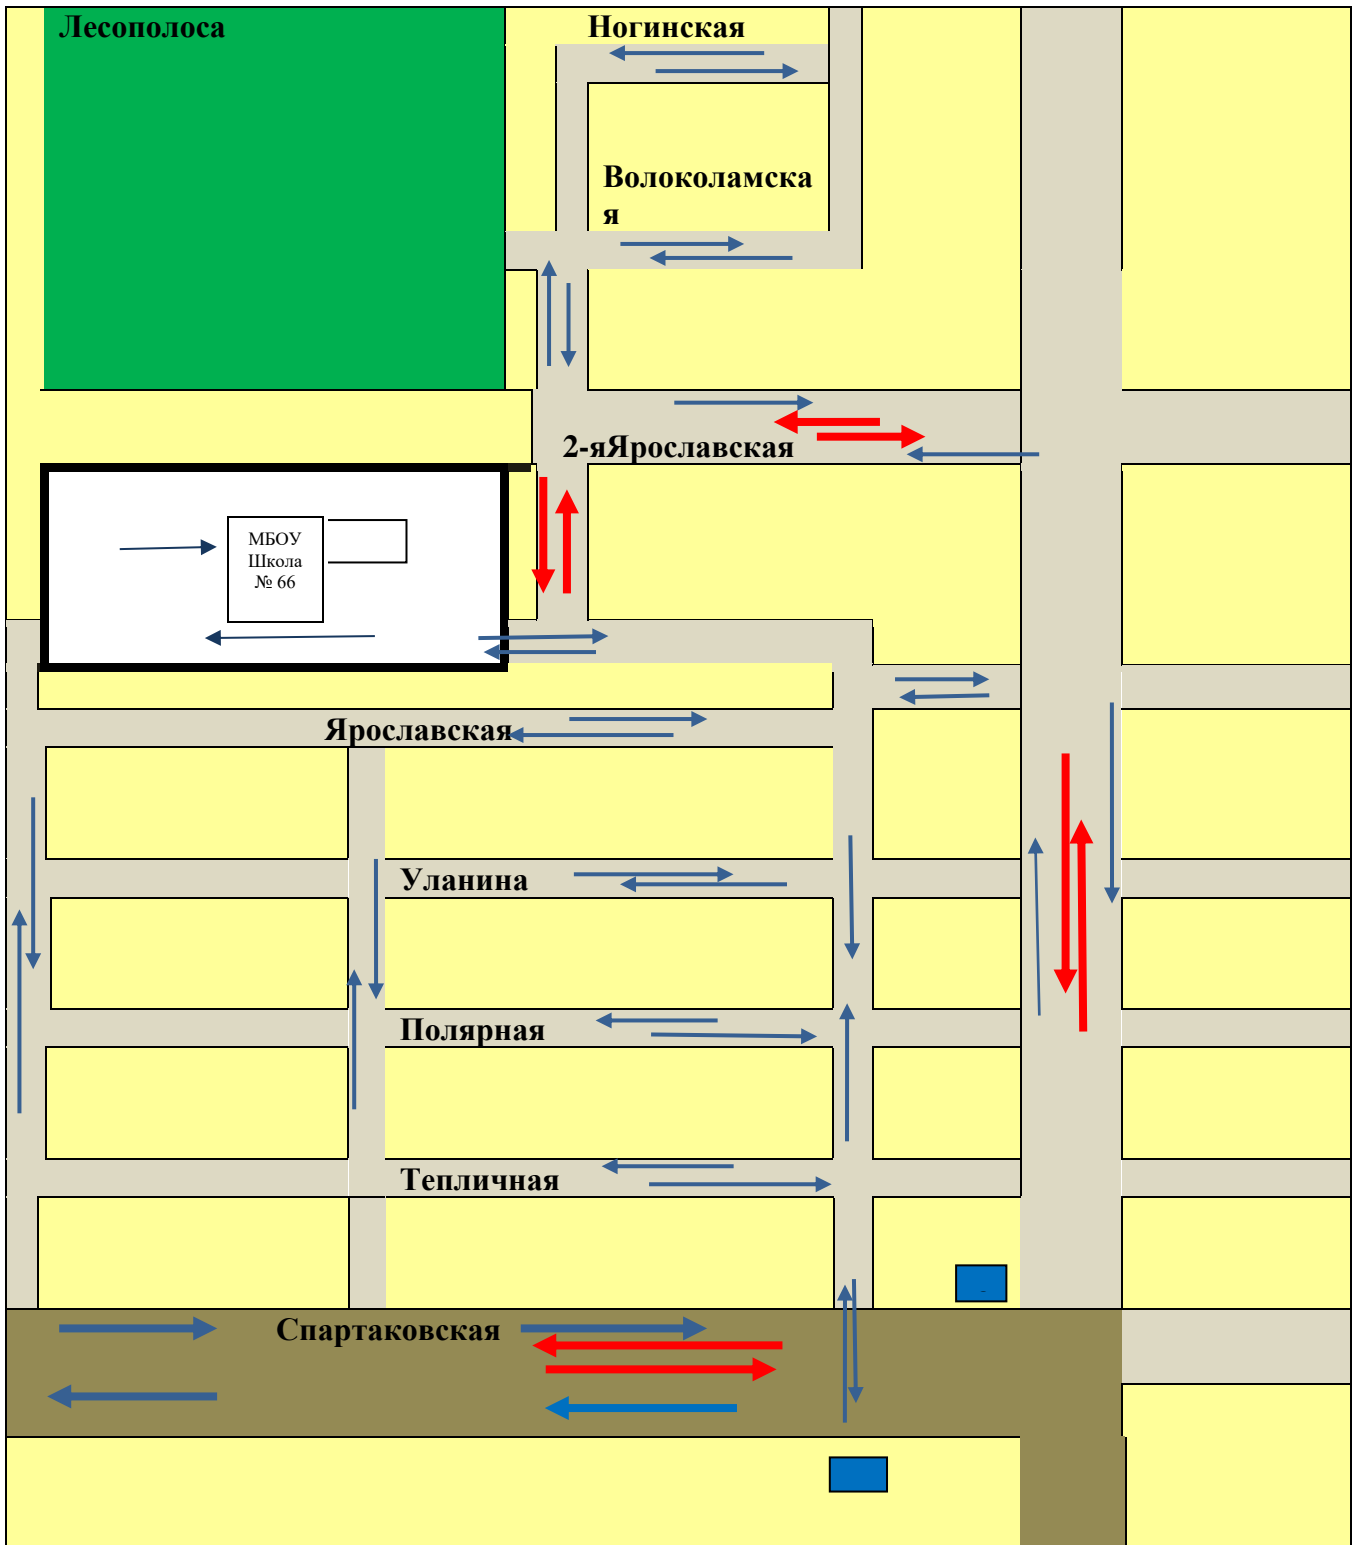 Лесополоса
Ногинская
Волоколамска
я
2-яЯрославская
МБОУ
Школа
№ 66
Ярославская
Уланина
Полярная
Тепличная
Спартаковская